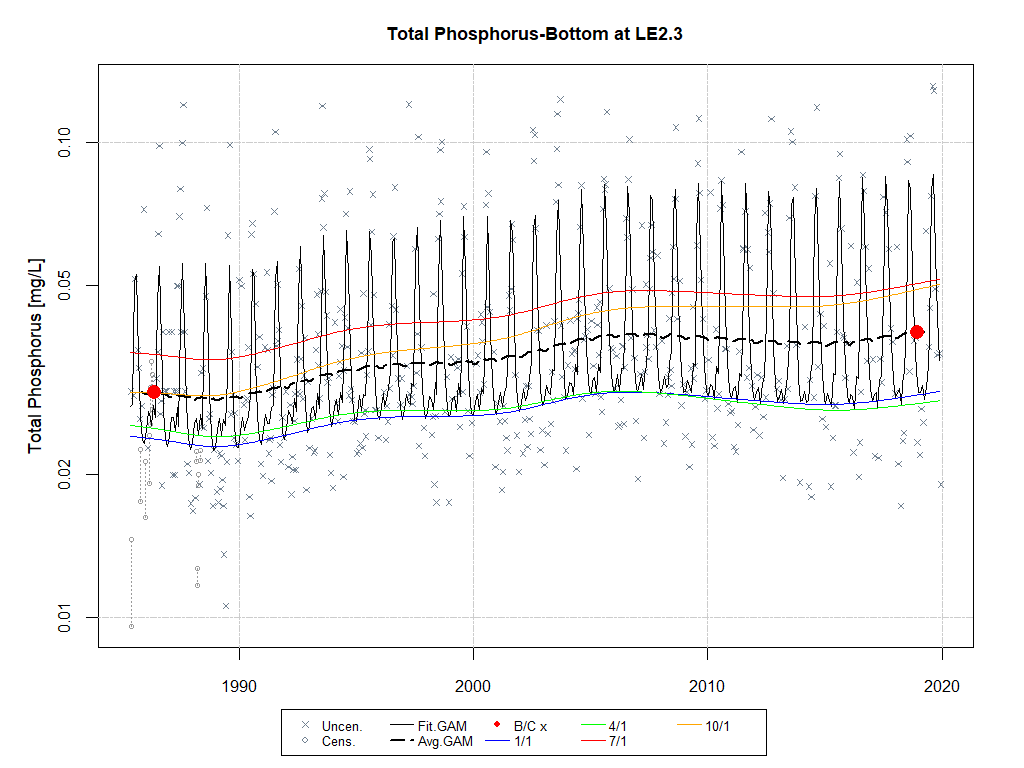 Total Phosphorus-Bottom at LE2.3
Total Phosphorus [mg/L]
0.10
0.05
0.02
0.01
1990 2000 2010 2020
Uncen. Fit.GAM B/C x 4/1 10/1
Cens. Avg.GAM 1/1 7/1